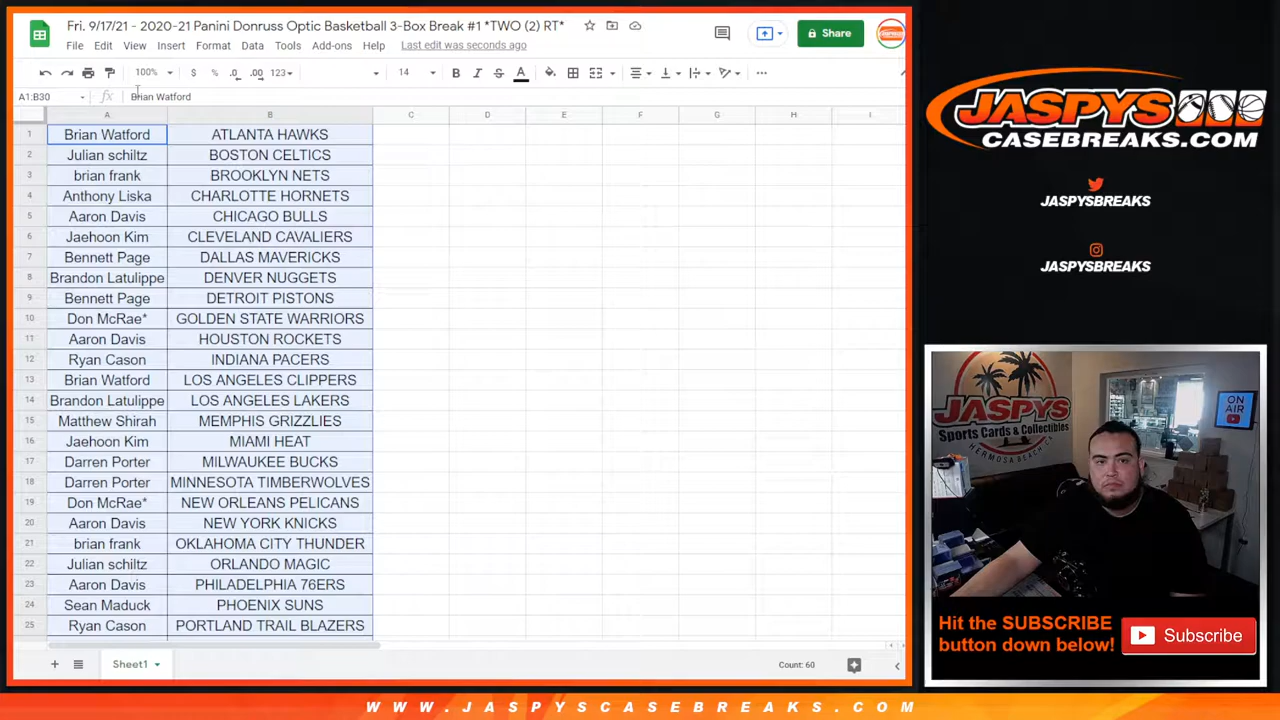 Fri. 9/17/21 - 2020-21 Panini Donruss Optic Basketball 3-Box Break #1 *TWO (2) RT*
File Edit View Insert Format Data Tools Add-ons Help Last edit was seconds ago
Share
100% $ % .0 .00 123 14 B I S A
A1:B30 fx Brian Watford
A B C D E F G H I
1 Brian Watford ATLANTA HAWKS
2 Julian schiltz BOSTON CELTICS
3 brian frank BROOKLYN NETS
4 Anthony Liska CHARLOTTE HORNETS
5 Aaron Davis CHICAGO BULLS
6 Jaehoon Kim CLEVELAND CAVALIERS
7 Bennett Page DALLAS MAVERICKS
8 Brandon Latulippe DENVER NUGGETS
9 Bennett Page DETROIT PISTONS
10 Don McRae* GOLDEN STATE WARRIORS
11 Aaron Davis HOUSTON ROCKETS
12 Ryan Cason INDIANA PACERS
13 Brian Watford LOS ANGELES CLIPPERS
14 Brandon Latulippe LOS ANGELES LAKERS
15 Matthew Shirah MEMPHIS GRIZZLIES
16 Jaehoon Kim MIAMI HEAT
17 Darren Porter MILWAUKEE BUCKS
18 Darren Porter MINNESOTA TIMBERWOLVES
19 Don McRae* NEW ORLEANS PELICANS
20 Aaron Davis NEW YORK KNICKS
21 brian frank OKLAHOMA CITY THUNDER
22 Julian schiltz ORLANDO MAGIC
23 Aaron Davis PHILADELPHIA 76ERS
24 Sean Maduck PHOENIX SUNS
25 Ryan Cason PORTLAND TRAIL BLAZERS
Sheet1
Count: 60
JASPYS
CASEBREAKS.COM
JASPYSBREAKS
JASPYSBREAKS
JASPYS
Sports Cards & Collectibles
HERMOSA BEACH
ON
AIR
Hit the SUBSCRIBE
button down below!
Subscribe
WWW.JASPYSCASEBREAKS.COM